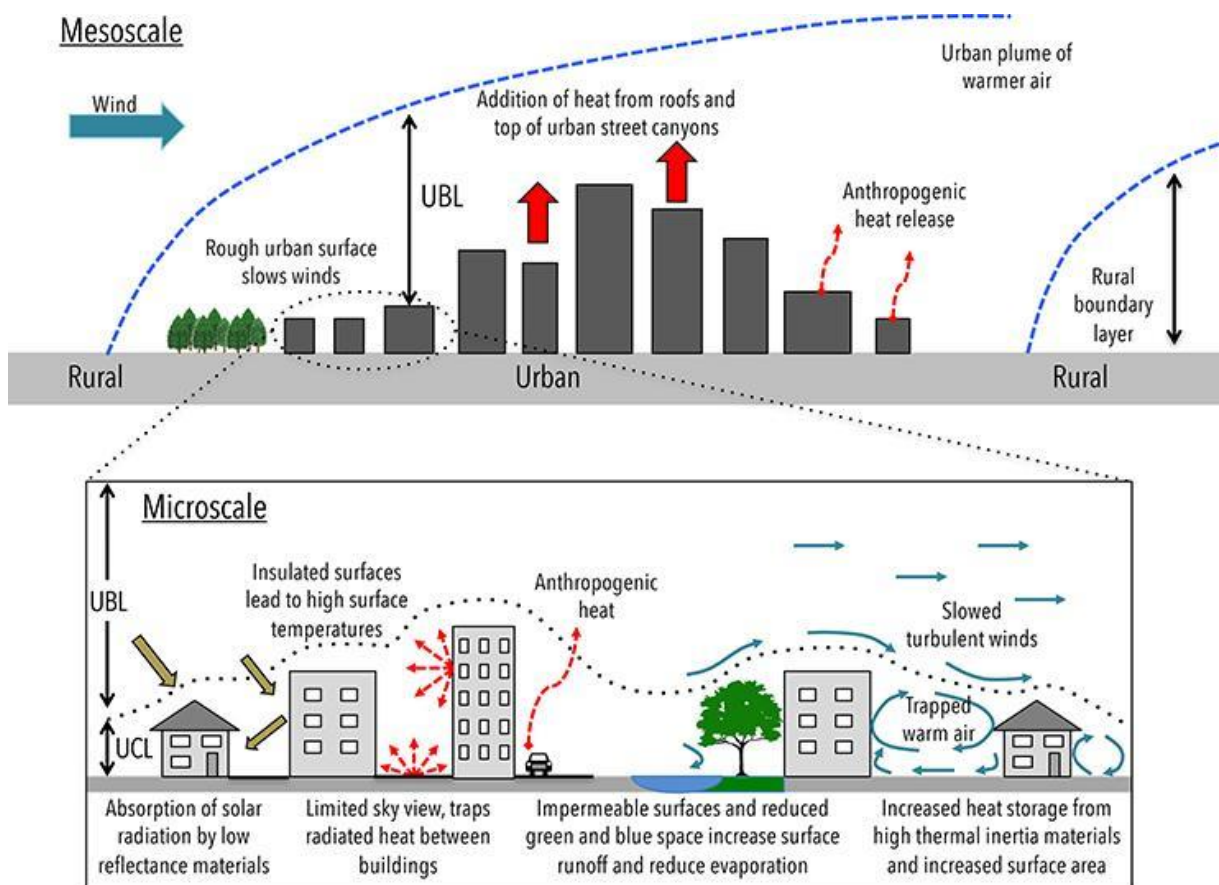 Mesoscale
Wind
Urban plume of
warmer air
Addition of heat from roofs and
top of urban street canyons
UBL
Anthropogenic
heat release
Rough urban surface
slows winds
Rural
boundary
layer
Rural
Urban
Rural
Microscale
UBL
Insulated surfaces
lead to high surface
temperatures
Anthropogenic
heat
Slowed
turbulent winds
UCL
Trapped
warm air
Absorption of solar
radiation by low
reflectance materials
Limited sky view, traps
radiated heat between
buildings
Impermeable surfaces and reduced
green and blue space increase surface
runoff and reduce evaporation
Increased heat storage from
high thermal inertia materials
and increased surface area